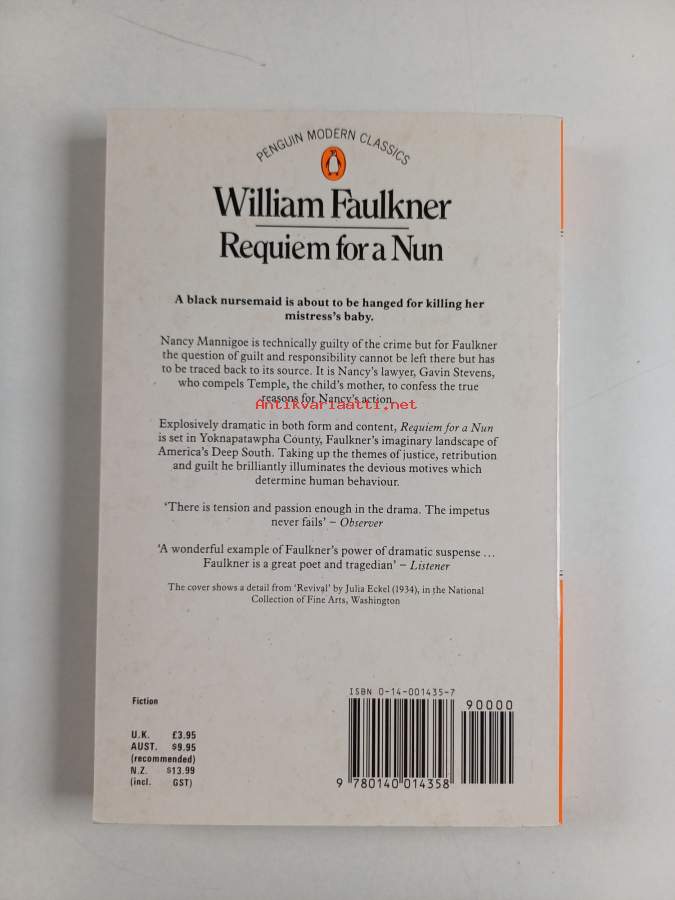 PENGUIN MODERN CLASSICS
William Faulkner
Requiem for a Nun
A black nursemaid is about to be hanged for killing her
mistress's baby.
Nancy Mannigoe is technically guilty of the crime but for Faulkner
the question of guilt and responsibility cannot be left there but has
to be traced back to its source. It is Nancy's lawyer, Gavin Stevens,
who compels Temple, the child's mother, to confess the true
reasons for Nancy's action.
Antikvariaatti.net
Explosively dramatic in both form and content, Requiem for a Nun
is set in Yoknapatawpha County, Faulkner's imaginary landscape of
America's Deep South. Taking up the themes of justice, retribution
and guilt he brilliantly illuminates the devious motives which
determine human behaviour.
'There is tension and passion enough in the drama. The impetus
never fails' – Observer
'A wonderful example of Faulkner's power of dramatic suspense ...
Faulkner is a great poet and tragedian' – Listener
The cover shows a detail from 'Revival' by Julia Eckel (1934), in the National
Collection of Fine Arts, Washington
Fiction
U.K. £3.95
AUST. $9.95
(recommended)
N.Z. $13.99
(incl. GST)
ISBN 0-14-001435-7
90000
9 780140 014358